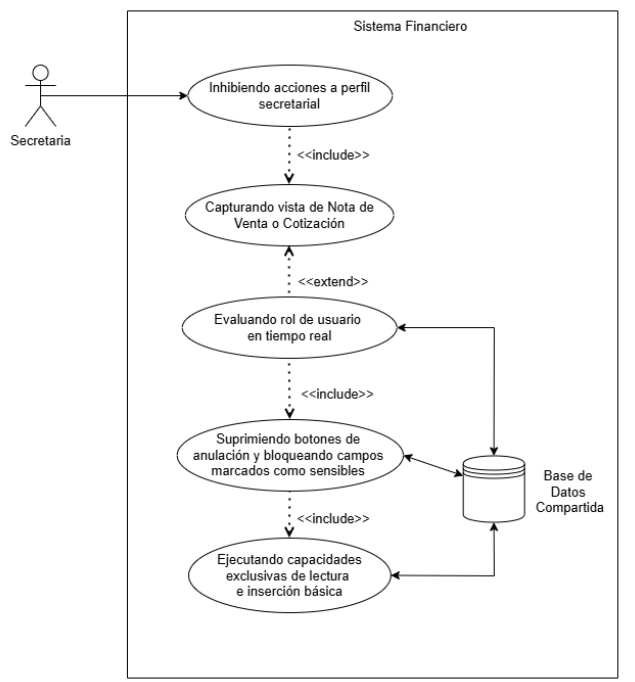 Sistema Financiero
Inhibiendo acciones a perfil
secretarial
Secretaria
<<include>>
Capturando vista de Nota de
Venta o Cotización
<<extend>>
Evaluando rol de usuario
en tiempo real
<<include>>
Suprimiendo botones de
anulación y bloqueando campos
marcados como sensibles
Base de
Datos
Compartida
<<include>>
Ejecutando capacidades
exclusivas de lectura
e inserción básica